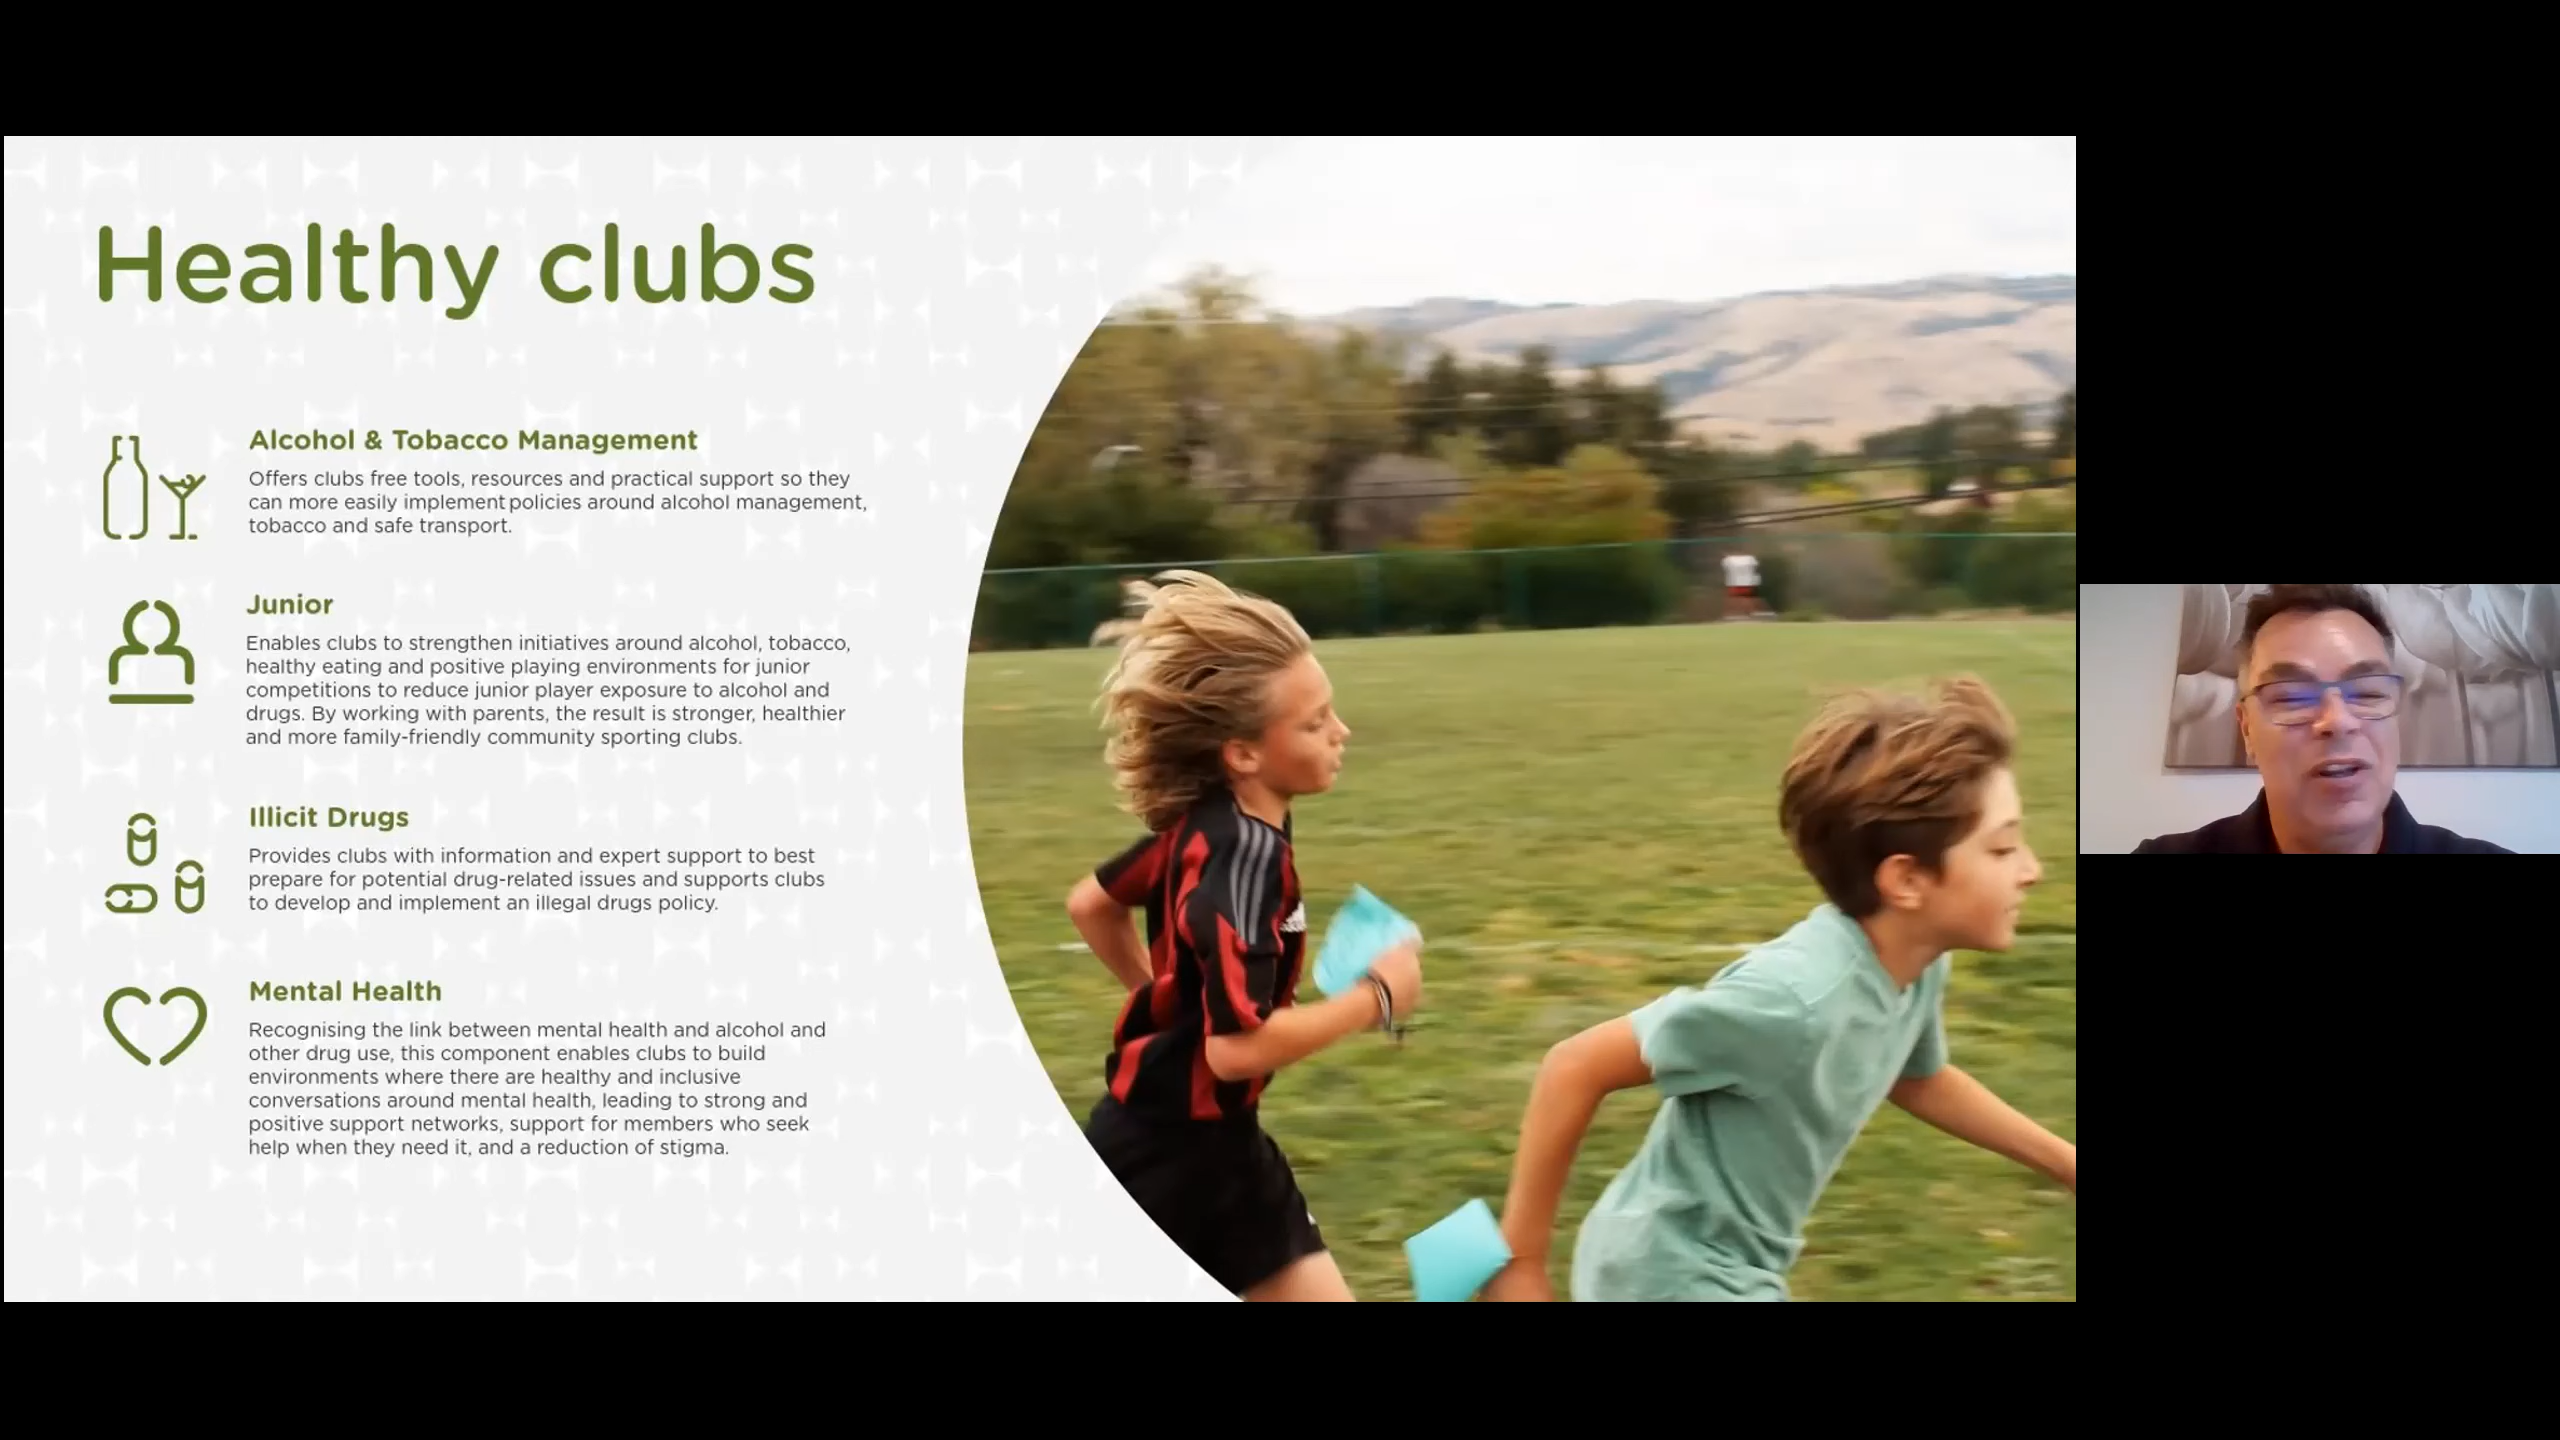 Healthy clubs
Alcohol & Tobacco Management
Offers clubs free tools, resources and practical support so they
can more easily implement policies around alcohol management,
tobacco and safe transport.
Junior
Enables clubs to strengthen initiatives around alcohol, tobacco,
healthy eating and positive playing environments for junior
competitions to reduce junior player exposure to alcohol and
drugs. By working with parents, the result is stronger, healthier
and more family-friendly community sporting clubs.
Illicit Drugs
Provides clubs with information and expert support to best
prepare for potential drug-related issues and supports clubs
to develop and implement an illegal drugs policy.
Mental Health
Recognising the link between mental health and alcohol and
other drug use, this component enables clubs to build
environments where there are healthy and inclusive
conversations around mental health, leading to strong and
positive support networks, support for members who seek
help when they need it, and a reduction of stigma.